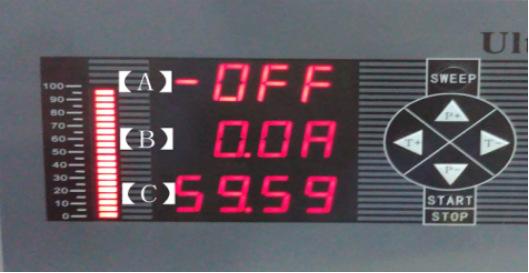 Ul
100
90
80
70
60
50
40
30
20
10
0
【A】-OFF
【B】0.0A
【C】59.59
SWEEP
P+
T+
T-
P-
START
STOP